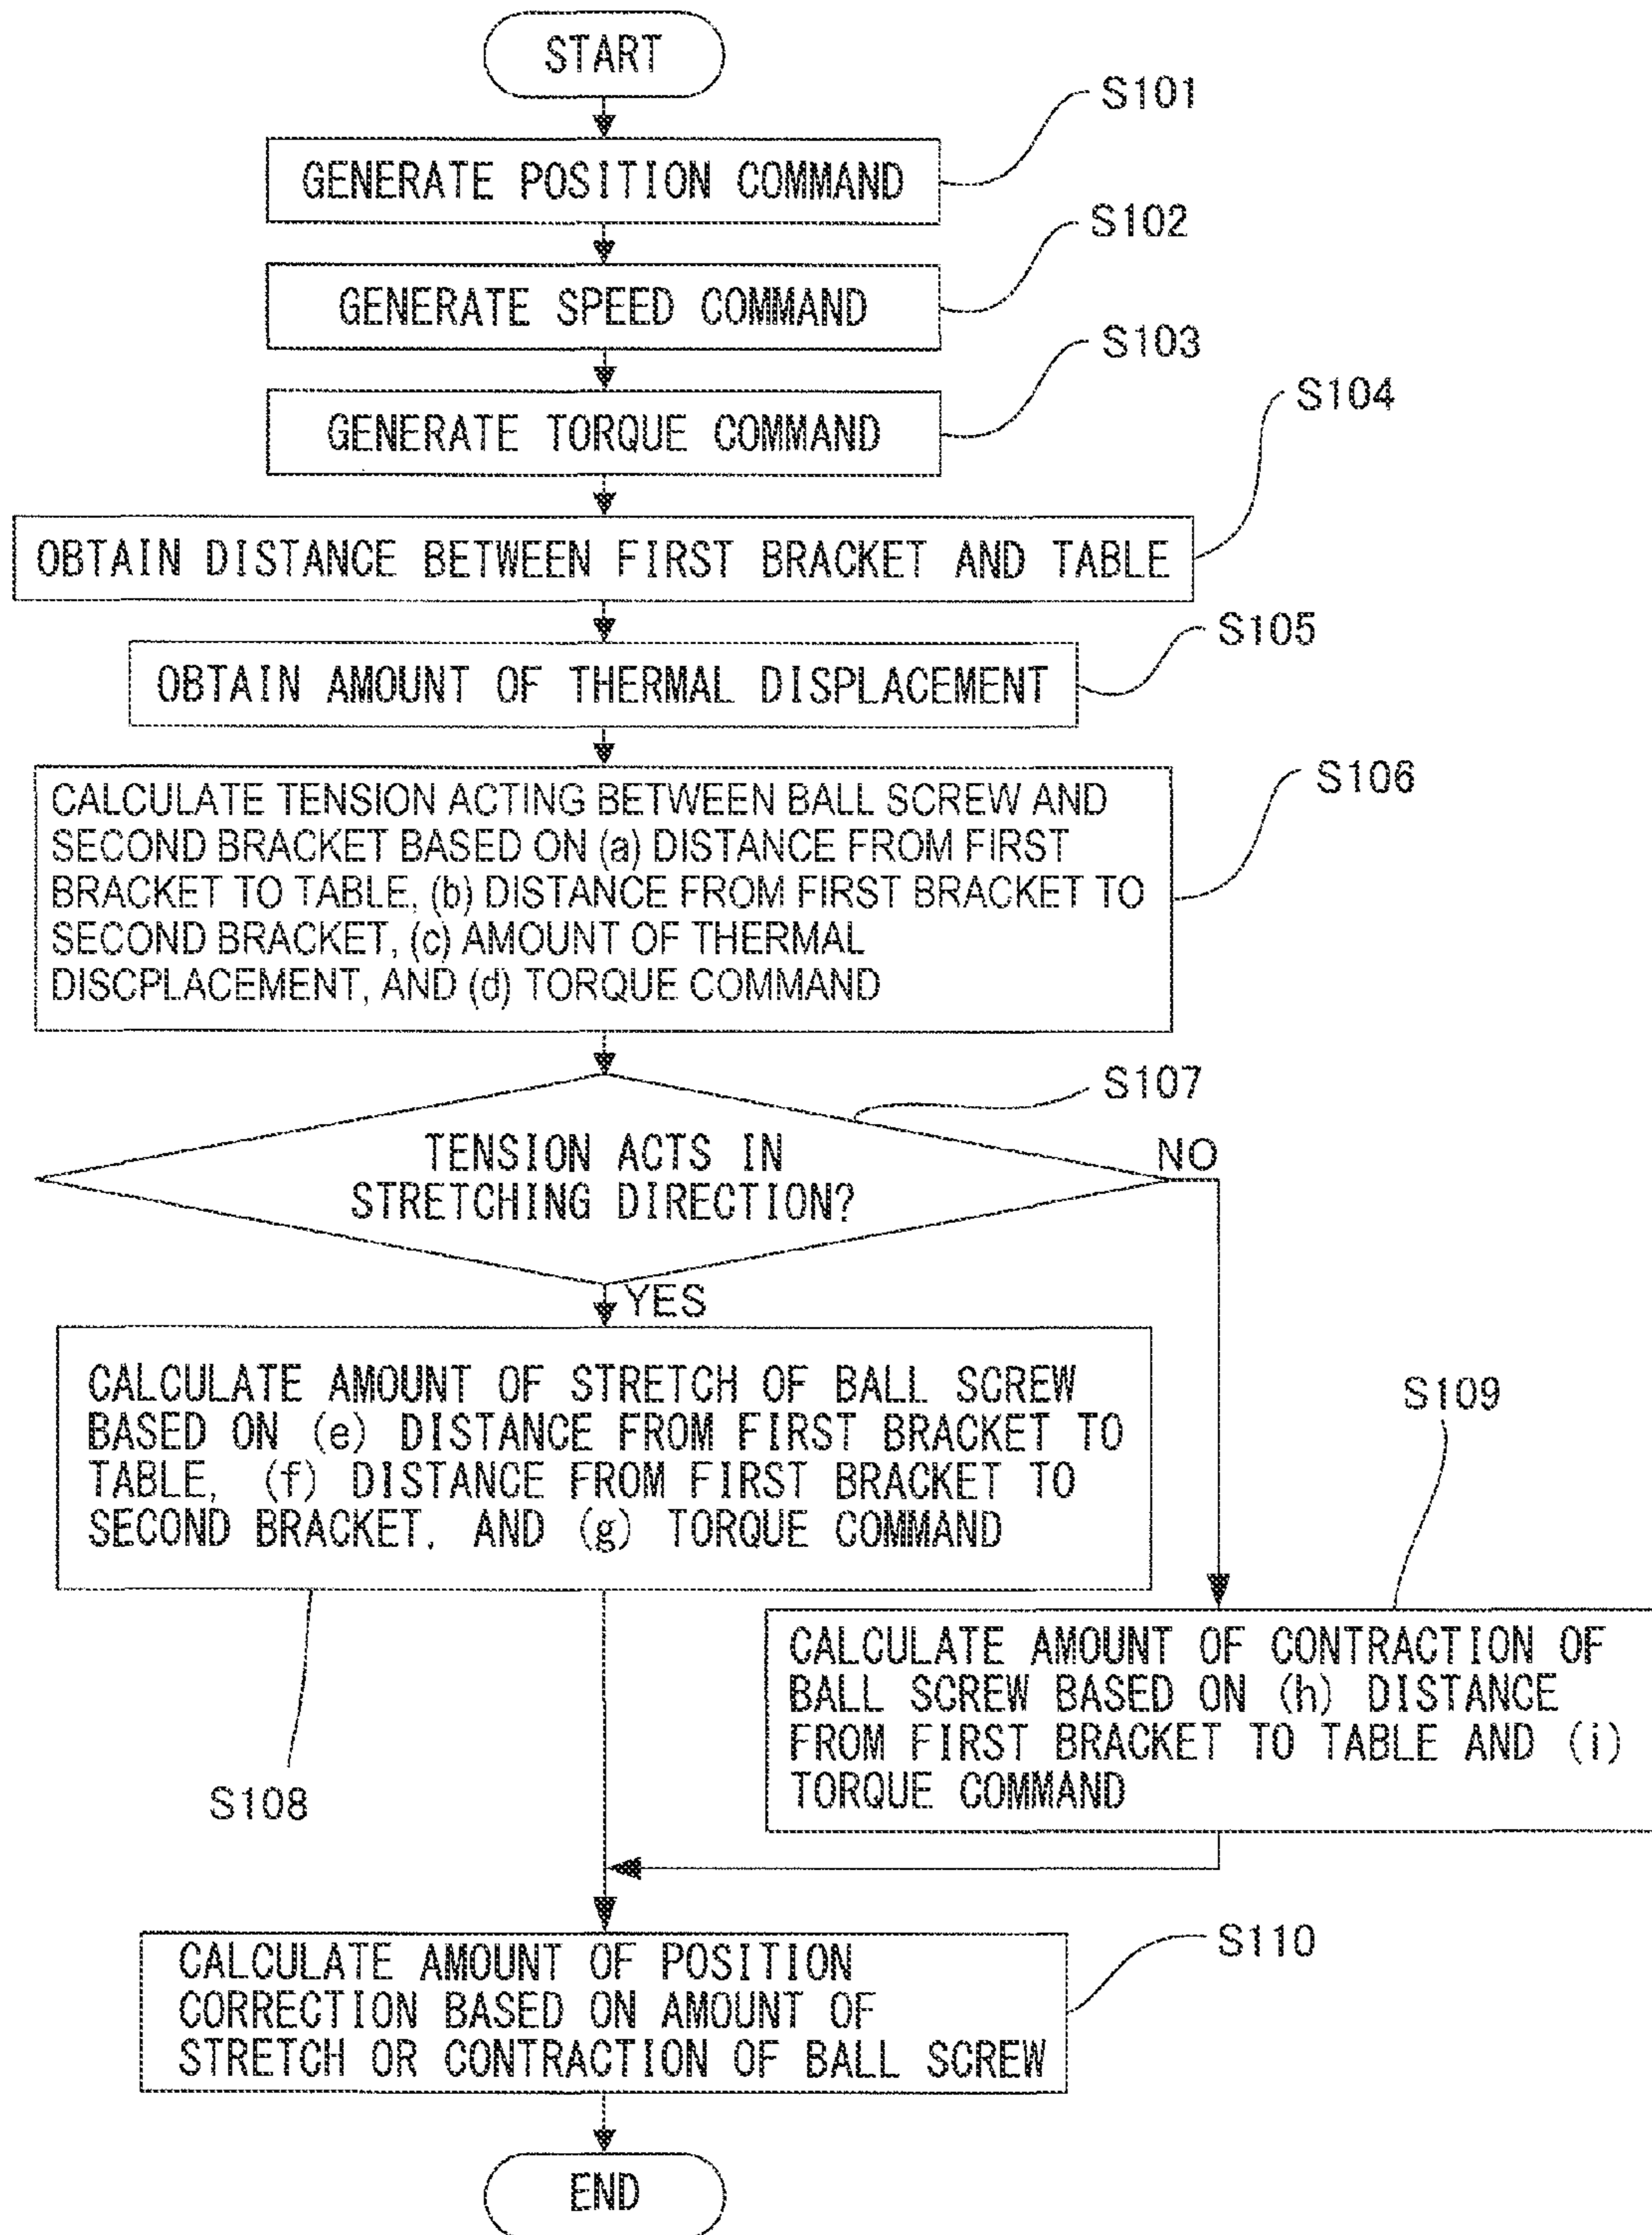 START
S101
GENERATE POSITION COMMAND
S102
GENERATE SPEED COMMAND
S103
GENERATE TORQUE COMMAND
S104
OBTAIN DISTANCE BETWEEN FIRST BRACKET AND TABLE
S105
OBTAIN AMOUNT OF THERMAL DISPLACEMENT
S106
CALCULATE TENSION ACTING BETWEEN BALL SCREW AND
SECOND BRACKET BASED ON (a) DISTANCE FROM FIRST
BRACKET TO TABLE, (b) DISTANCE FROM FIRST BRACKET TO
SECOND BRACKET, (c) AMOUNT OF THERMAL
DISCPLACEMENT, AND (d) TORQUE COMMAND
S107
TENSION ACTS IN
STRETCHING DIRECTION?
NO
YES
CALCULATE AMOUNT OF STRETCH OF BALL SCREW
BASED ON (e) DISTANCE FROM FIRST BRACKET TO
TABLE, (f) DISTANCE FROM FIRST BRACKET TO
SECOND BRACKET, AND (g) TORQUE COMMAND
S108
S109
CALCULATE AMOUNT OF CONTRACTION OF
BALL SCREW BASED ON (h) DISTANCE
FROM FIRST BRACKET TO TABLE AND (i)
TORQUE COMMAND
S110
CALCULATE AMOUNT OF POSITION
CORRECTION BASED ON AMOUNT OF
STRETCH OR CONTRACTION OF BALL SCREW
END